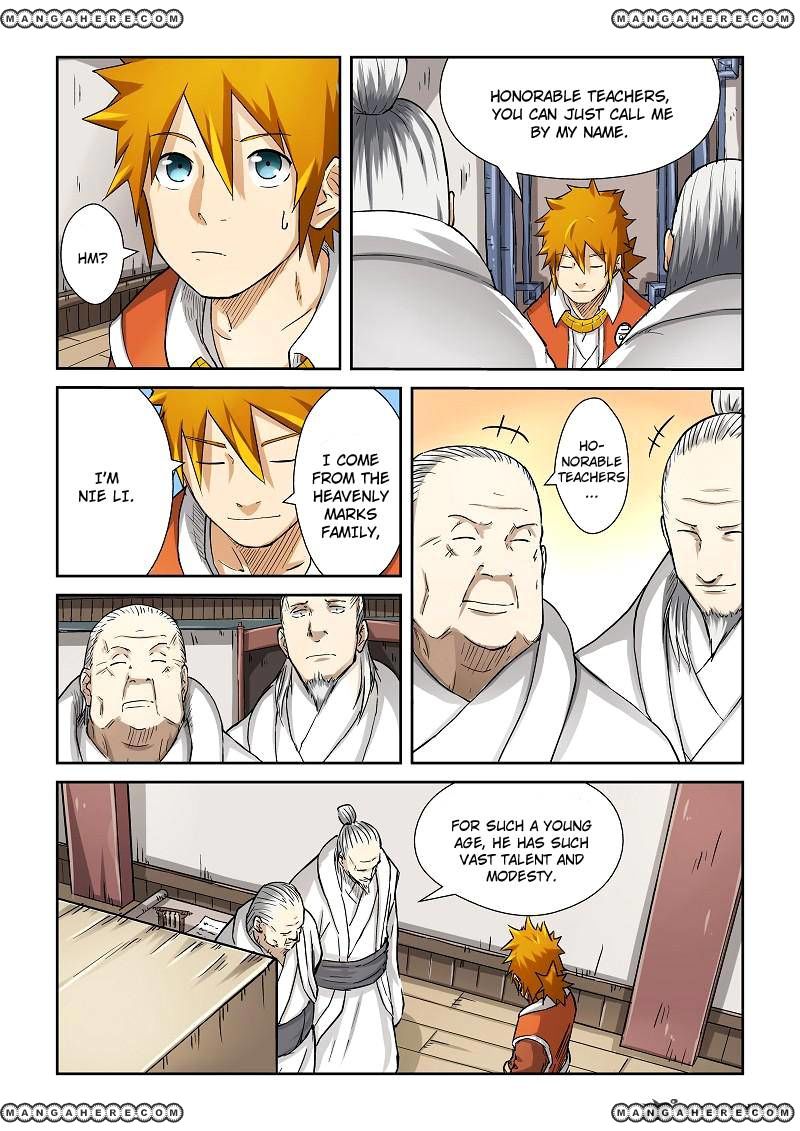 MANGAHERE.COM
MANGAHERE.COM
HM?
HONORABLE TEACHERS,
YOU CAN JUST CALL ME
BY MY NAME.
I'M
NIE LI.
I COME
FROM THE
HEAVENLY
MARKS
FAMILY,
HO-
NORABLE
TEACHERS
...
FOR SUCH A YOUNG
AGE, HE HAS SUCH
VAST TALENT AND
MODESTY.
MANGAHERE.COM
MANGAHERE.COM